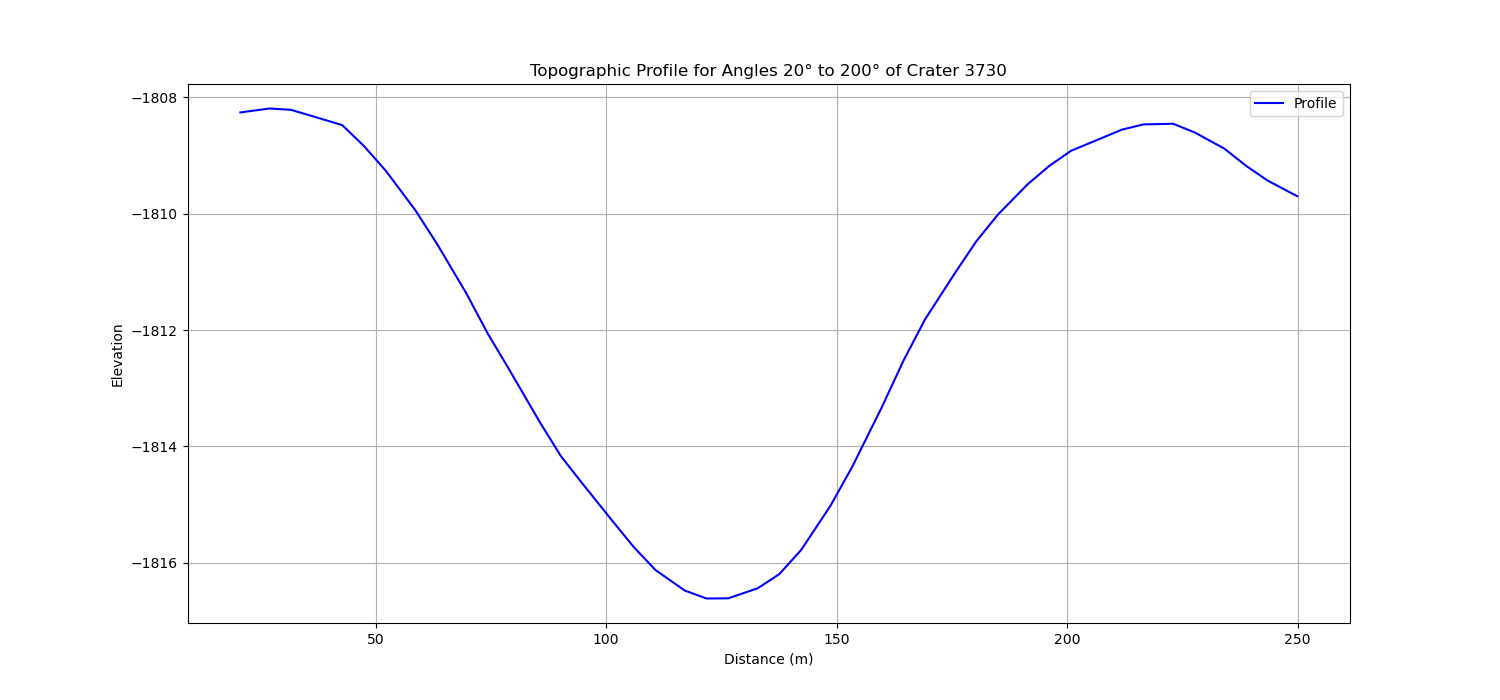 Topographic Profile for Angles 20° to 200° of Crater 3730
Profile
−1808
−1810
−1812
−1814
−1816
Elevation
50
100
150
200
250
Distance (m)